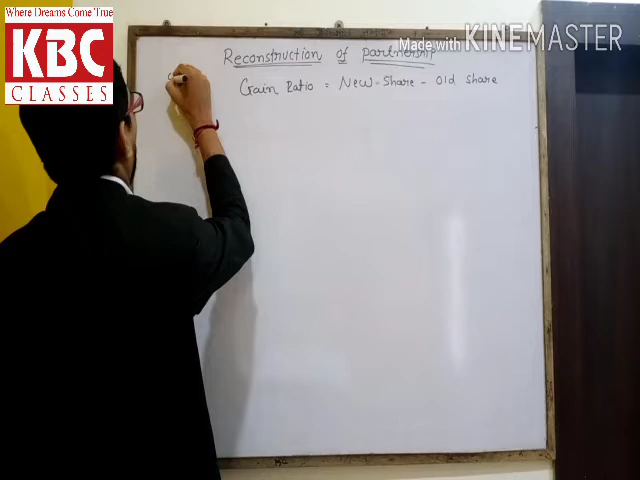 Where Dreams Come True
KBC
CLASSES
Made with KINEMASTER
Reconstruction of partnership
Gain Ratio = New-Share - Old share